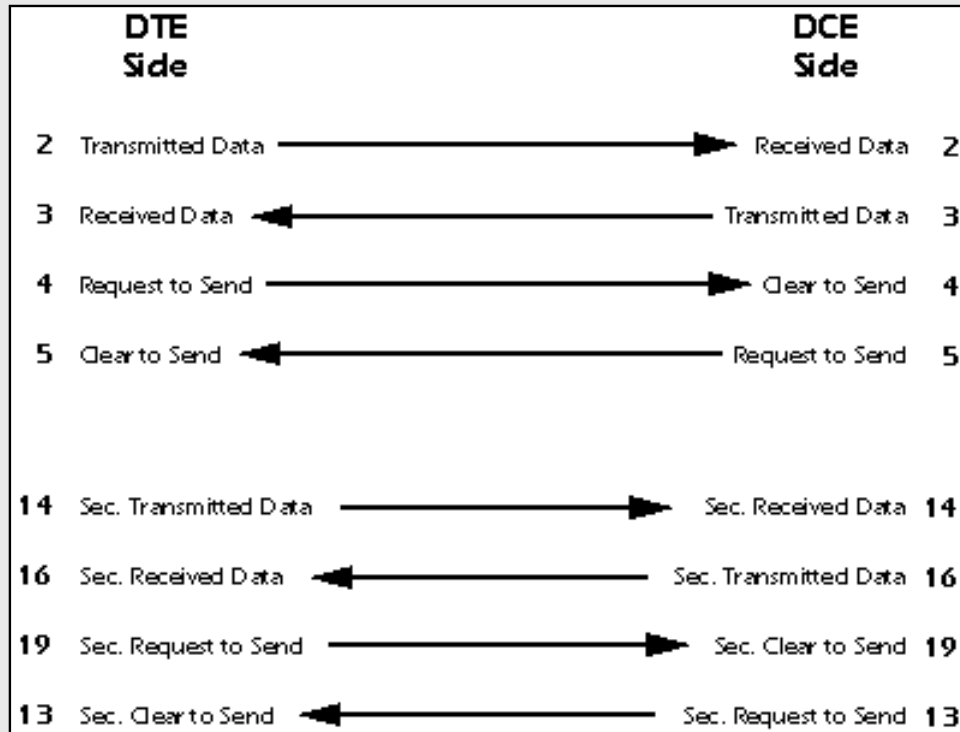 DTE DCE
Side Side
2 Transmitted Data Received Data 2
3 Received Data Transmitted Data 3
4 Request to Send Clear to Send 4
5 Clear to Send Request to Send 5
14 Sec. Transmitted Data Sec. Received Data 14
16 Sec. Received Data Sec. Transmitted Data 16
19 Sec. Request to Send Sec. Clear to Send 19
13 Sec. Clear to Send Sec. Request to Send 13